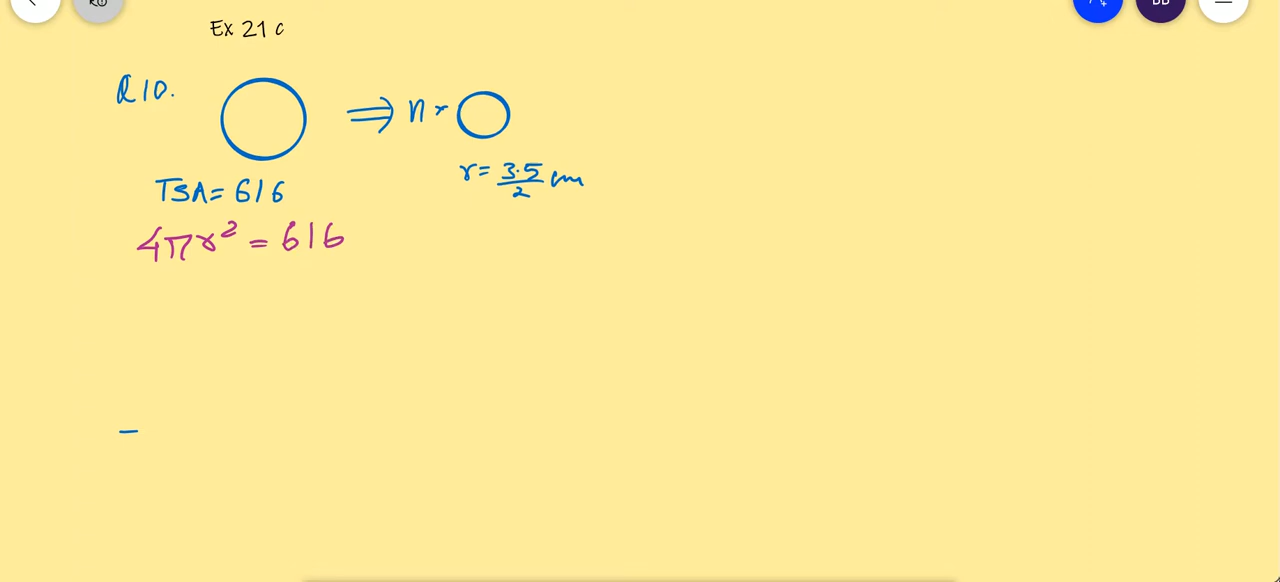 Ex 21 c
Q10.
⟹ n ×
r = 3.5/2 cm
TSA = 616
4πr² = 616